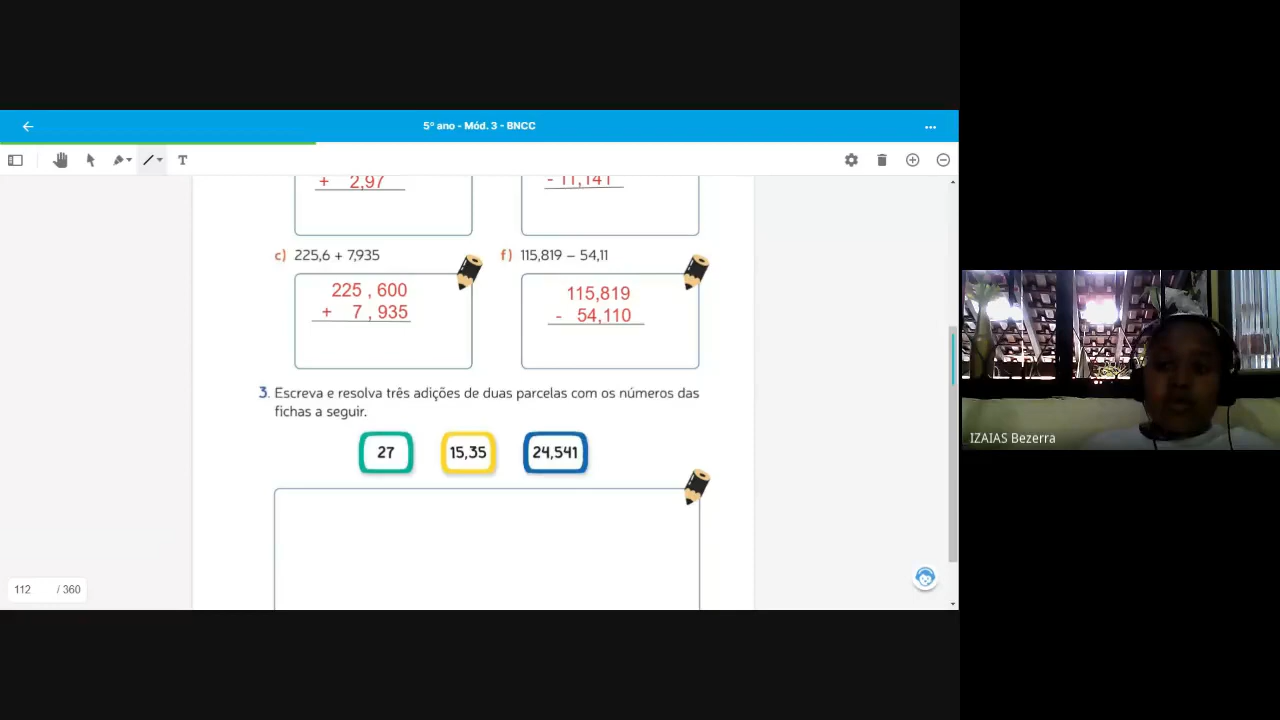 5º ano - Mód. 3 - BNCC
T
+ 2,97
- 11,141
c) 225,6 + 7,935
225 , 600
+ 7 , 935
f) 115,819 – 54,11
115,819
- 54,110
3. Escreva e resolva três adições de duas parcelas com os números das
fichas a seguir.
27 15,35 24,541
112 / 360
IZAIAS Bezerra